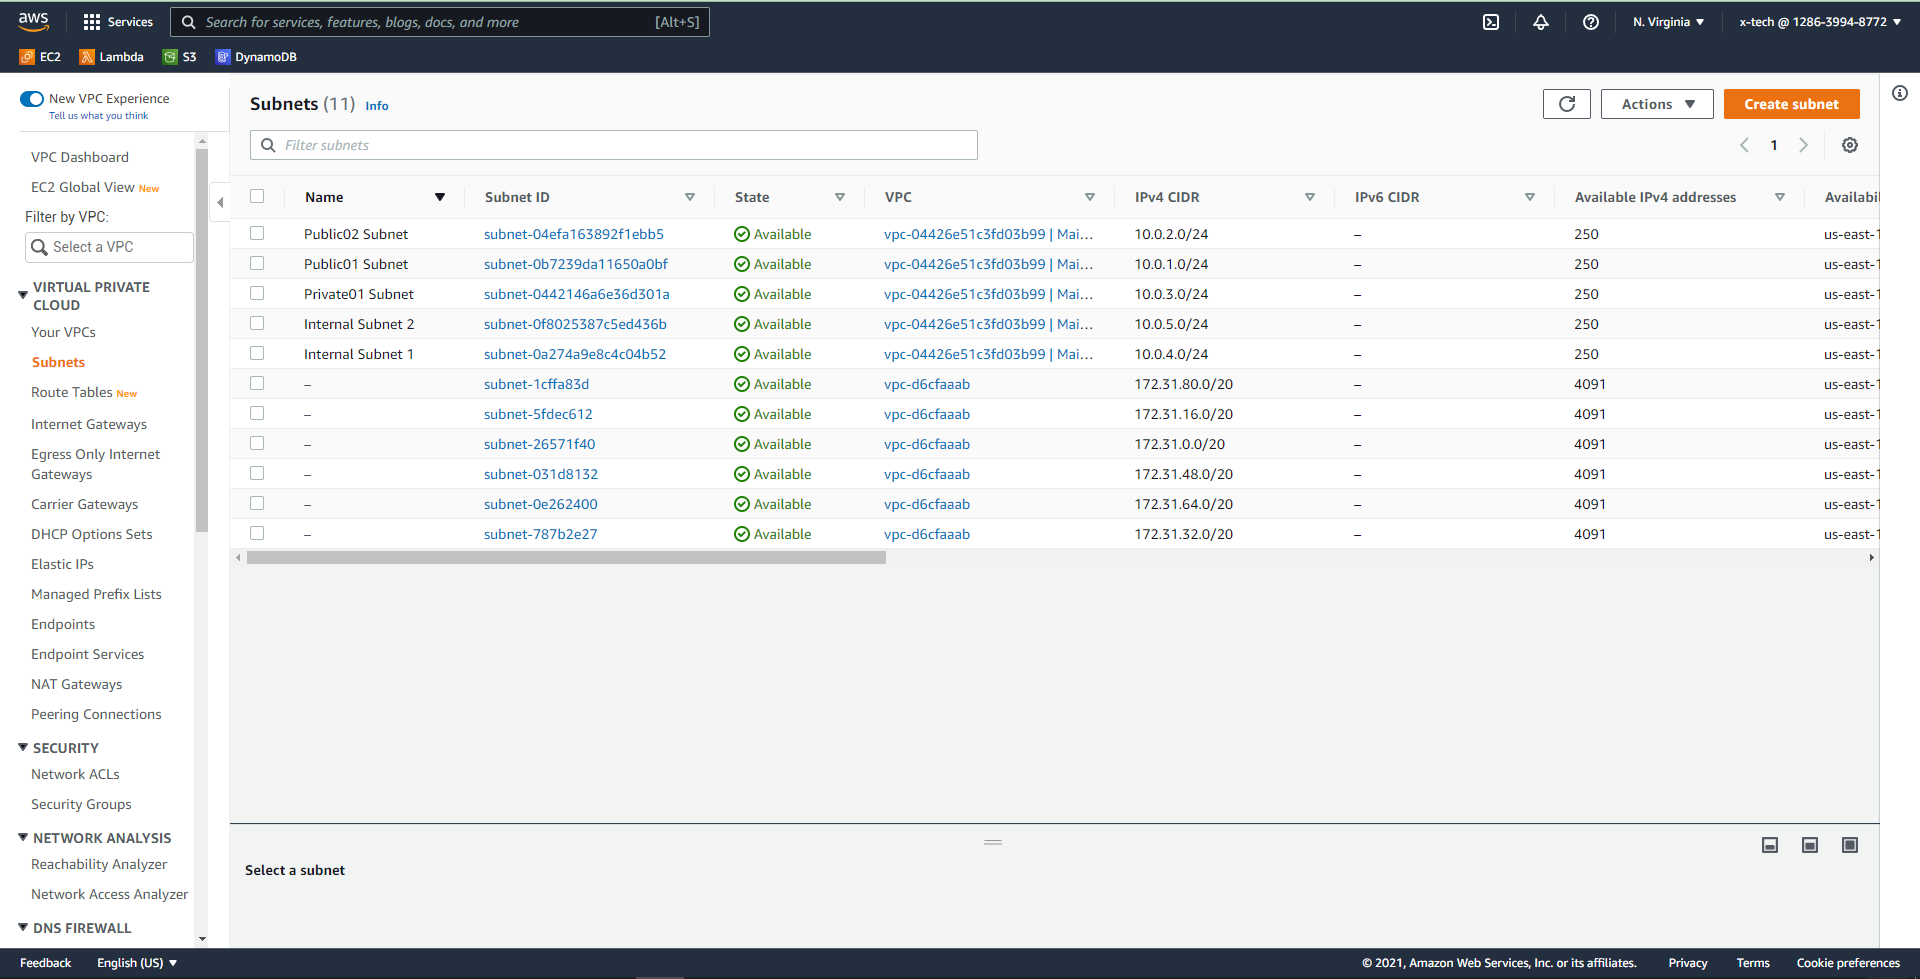 aws
Services
Search for services, features, blogs, docs, and more
[Alt+S]
N. Virginia
x-tech @ 1286-3994-8772
EC2
Lambda
S3
DynamoDB
New VPC Experience
Tell us what you think
VPC Dashboard
EC2 Global View New
Filter by VPC:
Select a VPC
VIRTUAL PRIVATE
CLOUD
Your VPCs
Subnets
Route Tables New
Internet Gateways
Egress Only Internet
Gateways
Carrier Gateways
DHCP Options Sets
Elastic IPs
Managed Prefix Lists
Endpoints
Endpoint Services
NAT Gateways
Peering Connections
SECURITY
Network ACLs
Security Groups
NETWORK ANALYSIS
Reachability Analyzer
Network Access Analyzer
DNS FIREWALL
Subnets (11) Info
Actions
Create subnet
Filter subnets
1
Name Subnet ID State VPC IPv4 CIDR IPv6 CIDR Available IPv4 addresses Availabil
Public02 Subnet subnet-04efa163892f1ebb5 Available vpc-04426e51c3fd03b99 | Mai... 10.0.2.0/24 – 250 us-east-1
Public01 Subnet subnet-0b7239da11650a0bf Available vpc-04426e51c3fd03b99 | Mai... 10.0.1.0/24 – 250 us-east-1
Private01 Subnet subnet-0442146a6e36d301a Available vpc-04426e51c3fd03b99 | Mai... 10.0.3.0/24 – 250 us-east-1
Internal Subnet 2 subnet-0f8025387c5ed436b Available vpc-04426e51c3fd03b99 | Mai... 10.0.5.0/24 – 250 us-east-1
Internal Subnet 1 subnet-0a274a9e8c4c04b52 Available vpc-04426e51c3fd03b99 | Mai... 10.0.4.0/24 – 250 us-east-1
– subnet-1cffa83d Available vpc-d6cfaaab 172.31.80.0/20 – 4091 us-east-1
– subnet-5fdec612 Available vpc-d6cfaaab 172.31.16.0/20 – 4091 us-east-1
– subnet-26571f40 Available vpc-d6cfaaab 172.31.0.0/20 – 4091 us-east-1
– subnet-031d8132 Available vpc-d6cfaaab 172.31.48.0/20 – 4091 us-east-1
– subnet-0e262400 Available vpc-d6cfaaab 172.31.64.0/20 – 4091 us-east-1
– subnet-787b2e27 Available vpc-d6cfaaab 172.31.32.0/20 – 4091 us-east-1
Select a subnet
Feedback
English (US)
© 2021, Amazon Web Services, Inc. or its affiliates.
Privacy
Terms
Cookie preferences